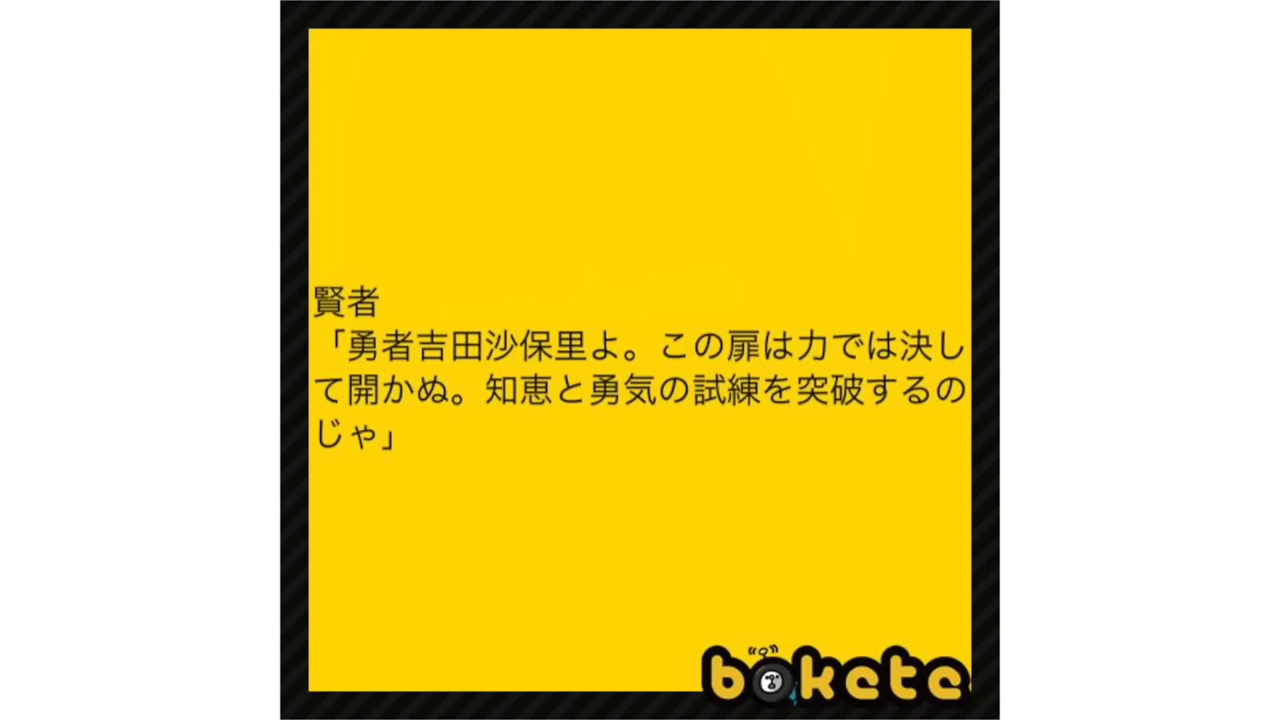 賢者
「勇者吉田沙保里よ。この扉は力では決し
て開かぬ。知恵と勇気の試練を突破するの
じゃ」
bokete